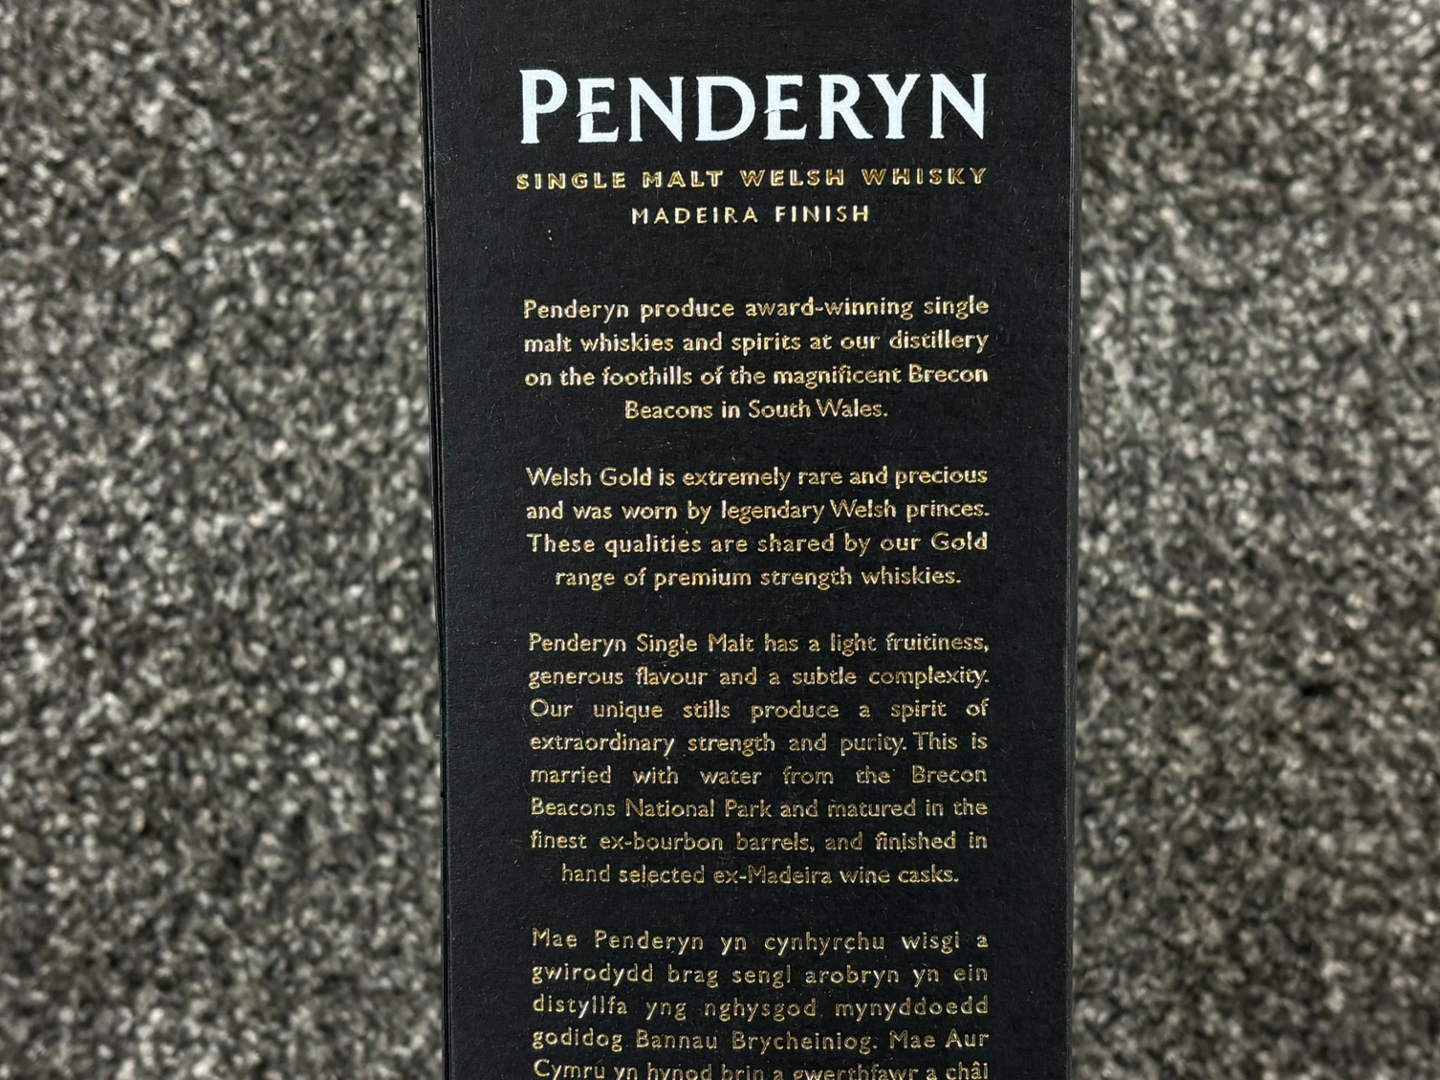 PENDERYN
SINGLE MALT WELSH WHISKY
MADEIRA FINISH
Penderyn produce award-winning single
malt whiskies and spirits at our distillery
on the foothills of the magnificent Brecon
Beacons in South Wales.
Welsh Gold is extremely rare and precious
and was worn by legendary Welsh princes.
These qualities are shared by our Gold
range of premium strength whiskies.
Penderyn Single Malt has a light fruitiness,
generous flavour and a subtle complexity.
Our unique stills produce a spirit of
extraordinary strength and purity. This is
married with water from the Brecon
Beacons National Park and matured in the
finest ex-bourbon barrels, and finished in
hand selected ex-Madeira wine casks.
Mae Penderyn yn cynhyrchu wisgi a
gwirodydd brag sengl arobryn yn ein
distyllfa yng nghysgod mynyddoedd
godidog Bannau Brycheiniog. Mae Aur
Cymru yn hynod brin a gwerthfawr a châi